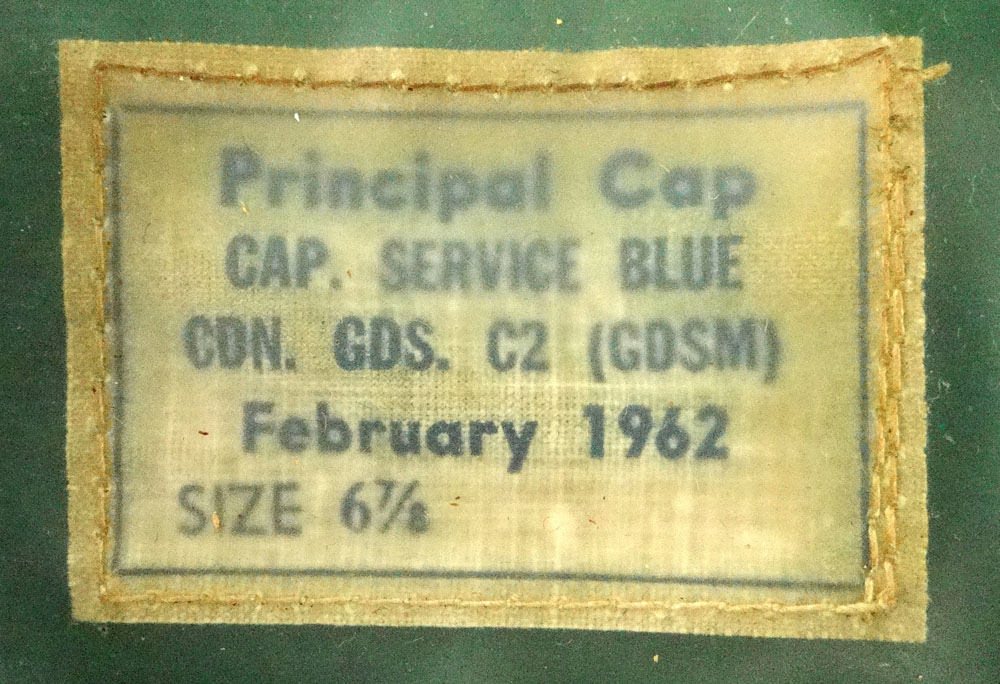 Principal Cap
CAP. SERVICE BLUE
CDN. GDS. C2 (GDSM)
February 1962
SIZE 6⅞